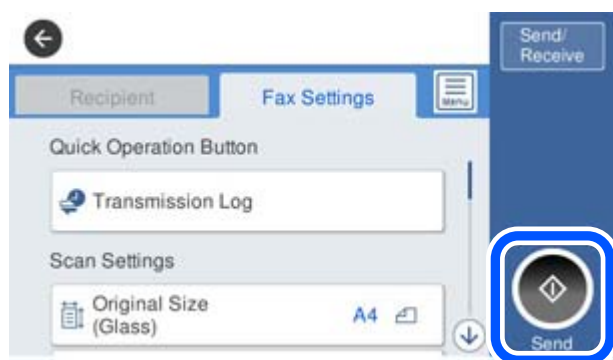 Send/
Receive
Recipient
Fax Settings
Menu
Quick Operation Button
Transmission Log
Scan Settings
Original Size
(Glass)
A4
Send